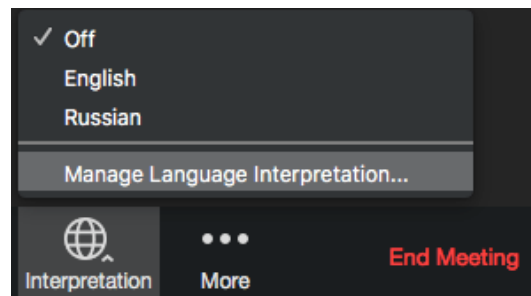 Off
English
Russian
Manage Language Interpretation...
Interpretation
More
End Meeting